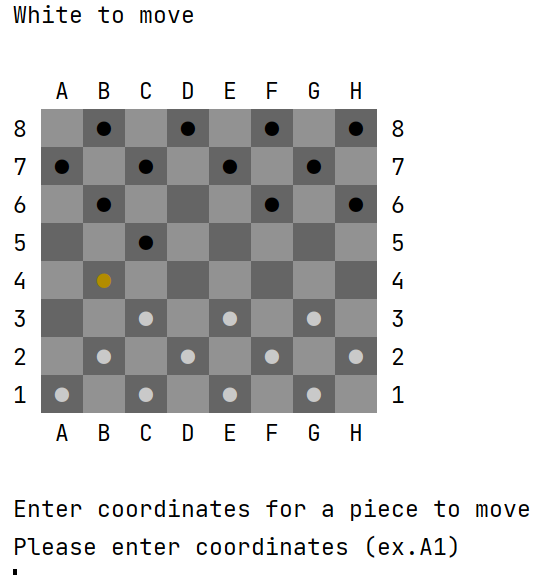 White to move
A B C D E F G H
8 8
7 7
6 6
5 5
4 4
3 3
2 2
1 1
A B C D E F G H
Enter coordinates for a piece to move
Please enter coordinates (ex.A1)